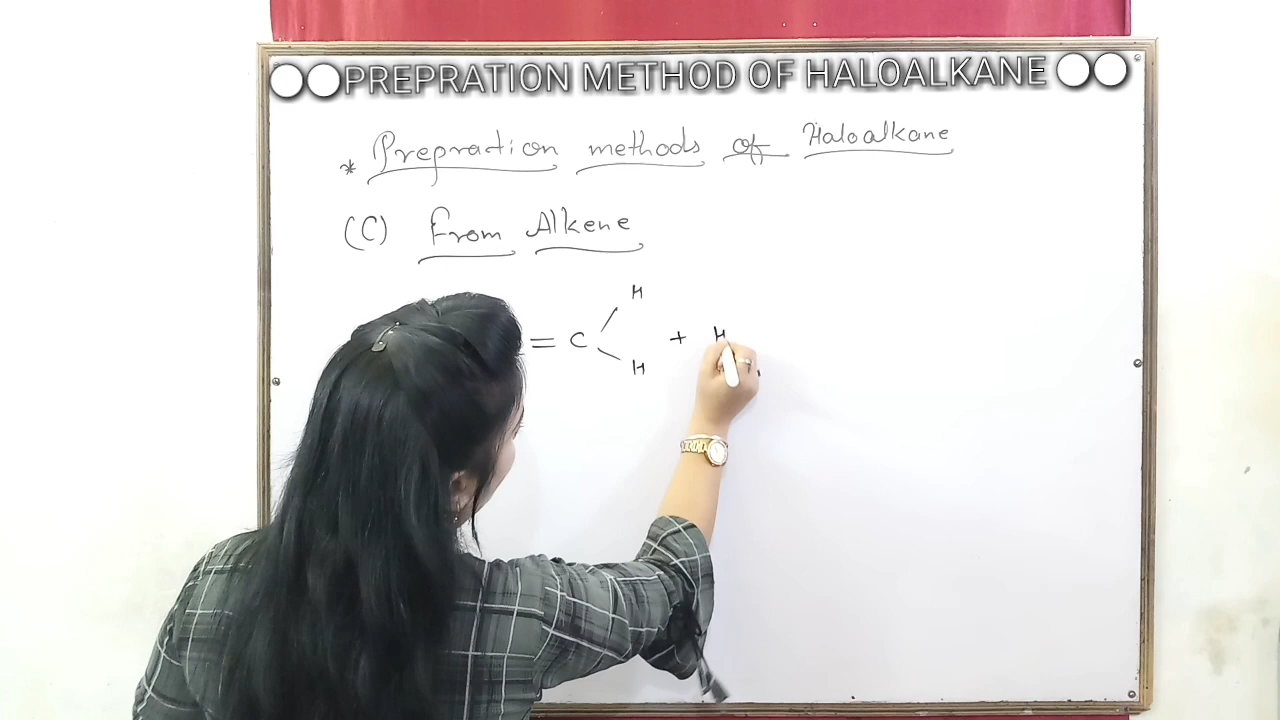 PREPRATION METHOD OF HALOALKANE
* Prepration methods of Haloalkane
(C) From Alkene
H
= C + H
H